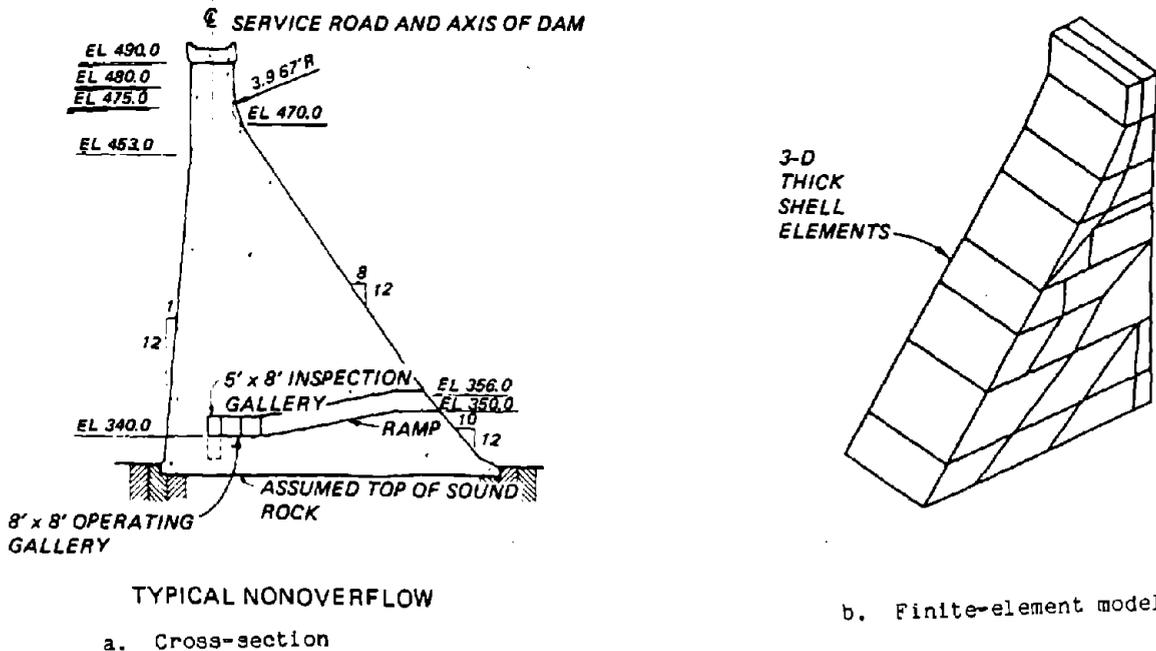 ℄ SERVICE ROAD AND AXIS OF DAM
EL 490.0
EL 480.0
EL 475.0
3.967'R
EL 470.0
EL 453.0
8
12
1
12
5' x 8' INSPECTION
GALLERY
EL 356.0
EL 350.0
EL 340.0
RAMP
10
12
ASSUMED TOP OF SOUND
ROCK
8' x 8' OPERATING
GALLERY
TYPICAL NONOVERFLOW
a. Cross-section
3-D
THICK
SHELL
ELEMENTS
b. Finite-element model